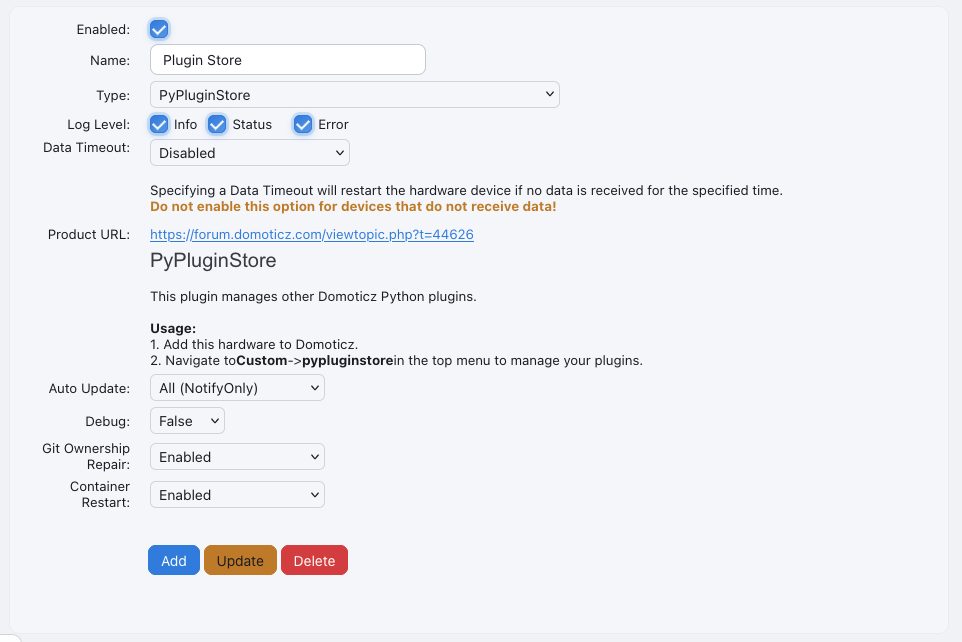 Enabled:
Name: Plugin Store
Type: PyPluginStore
Log Level: Info Status Error
Data Timeout: Disabled
Specifying a Data Timeout will restart the hardware device if no data is received for the specified time.
Do not enable this option for devices that do not receive data!
Product URL: https://forum.domoticz.com/viewtopic.php?t=44626
PyPluginStore
This plugin manages other Domoticz Python plugins.
Usage:
1. Add this hardware to Domoticz.
2. Navigate toCustom->pypluginstorein the top menu to manage your plugins.
Auto Update: All (NotifyOnly)
Debug: False
Git Ownership
Repair: Enabled
Container
Restart: Enabled
Add Update Delete